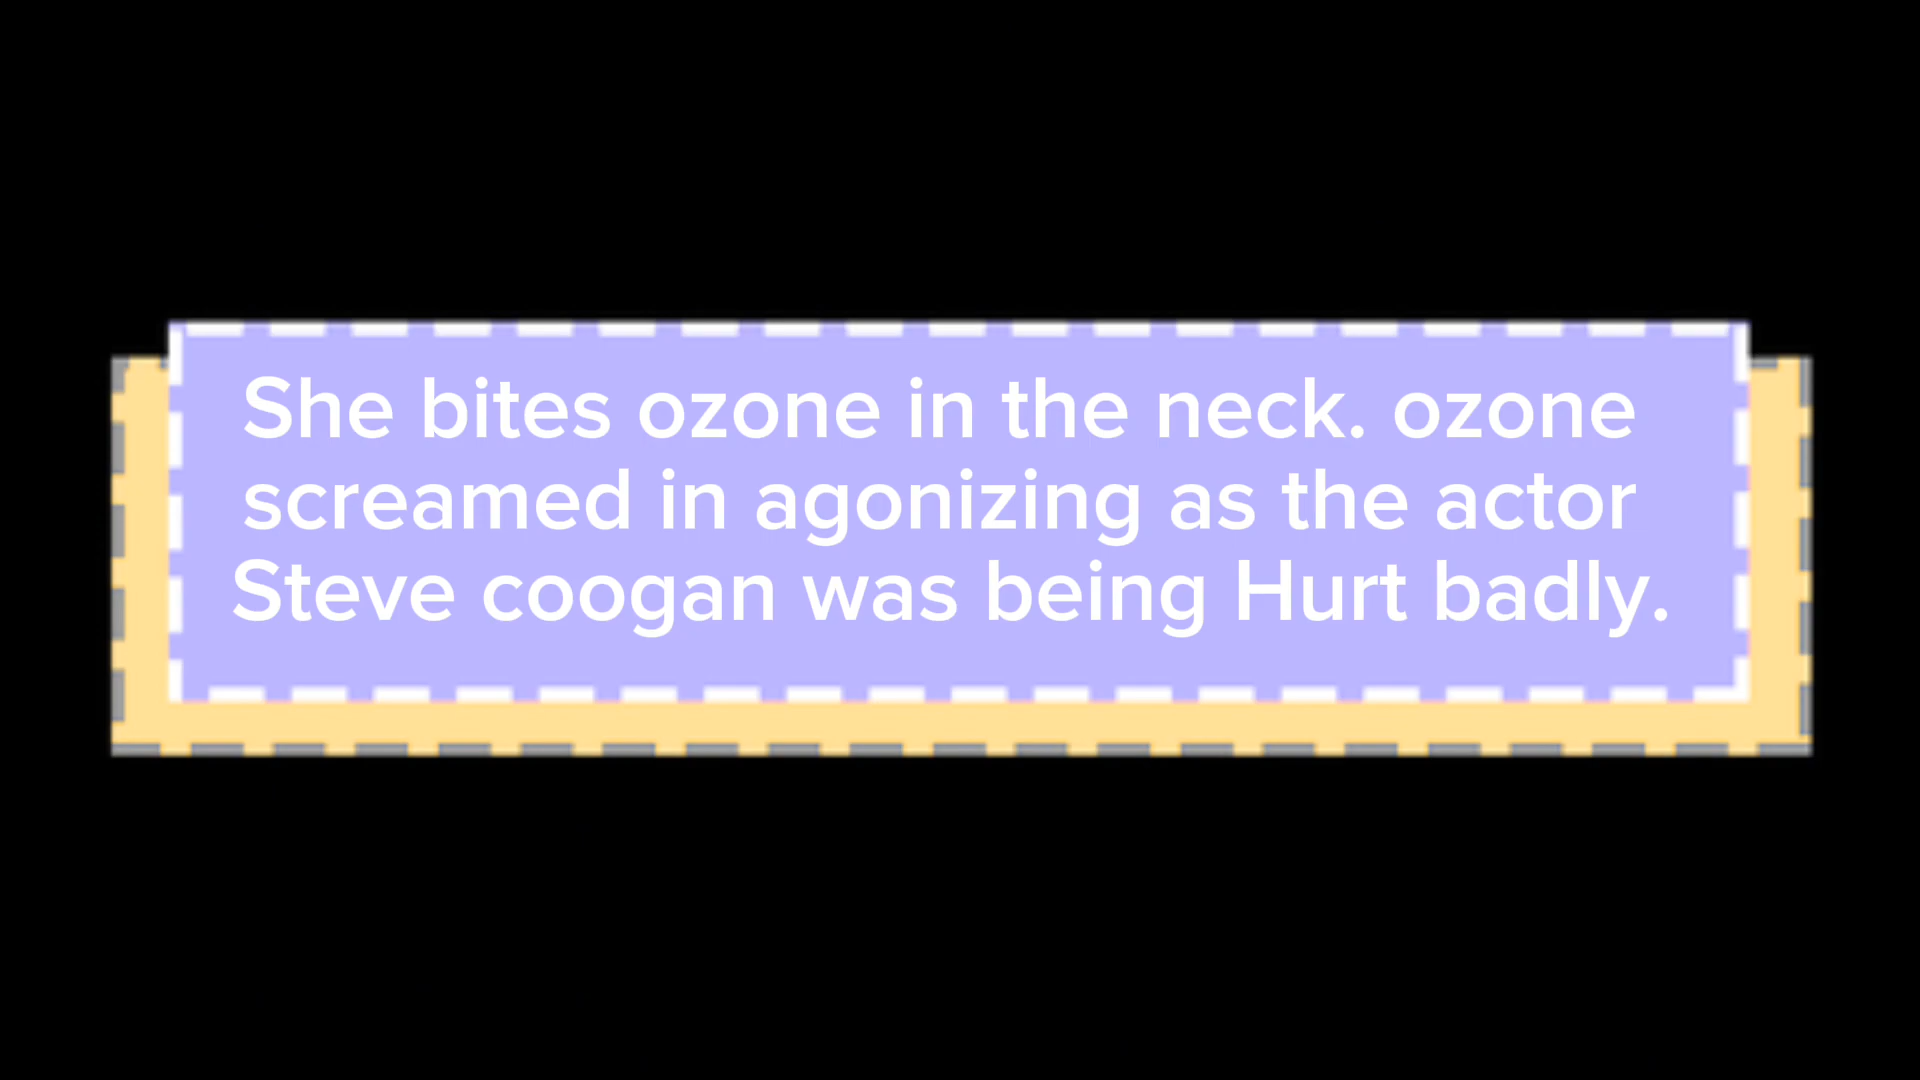 She bites ozone in the neck. ozone
screamed in agonizing as the actor
Steve coogan was being Hurt badly.